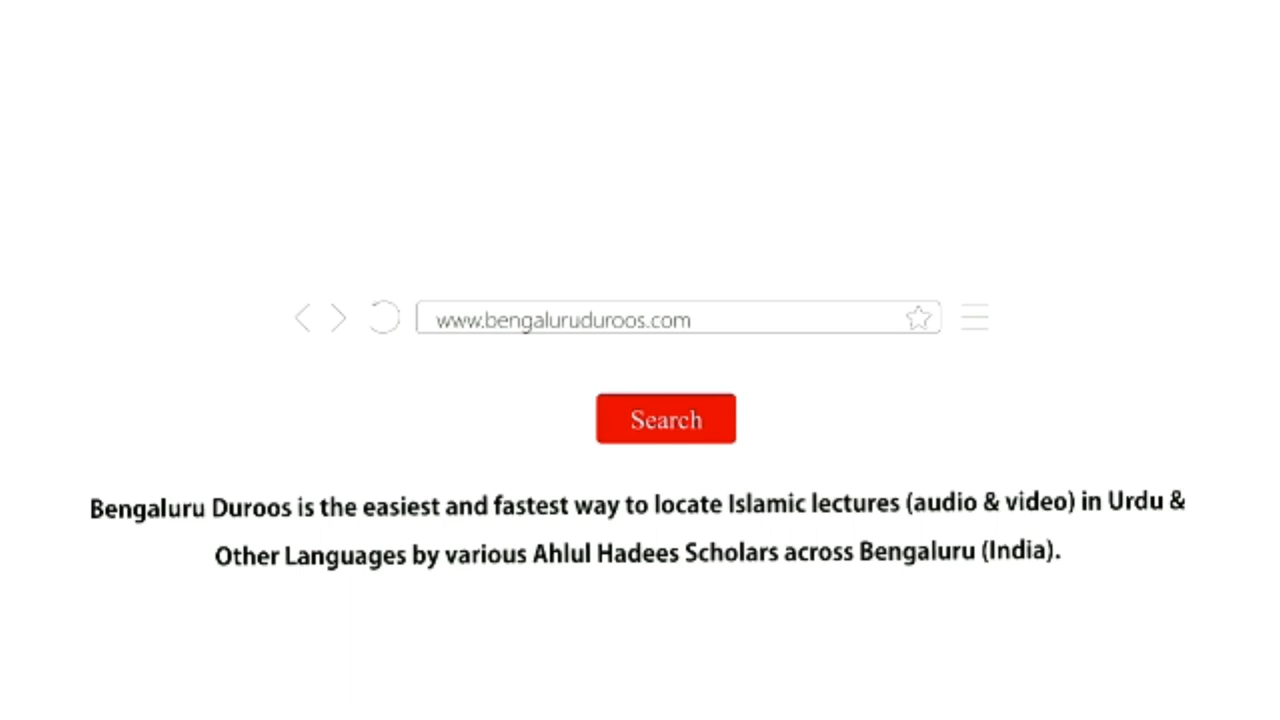 www.bengaluruduroos.com
Search
Bengaluru Duroos is the easiest and fastest way to locate Islamic lectures (audio & video) in Urdu &
Other Languages by various Ahlul Hadees Scholars across Bengaluru (India).